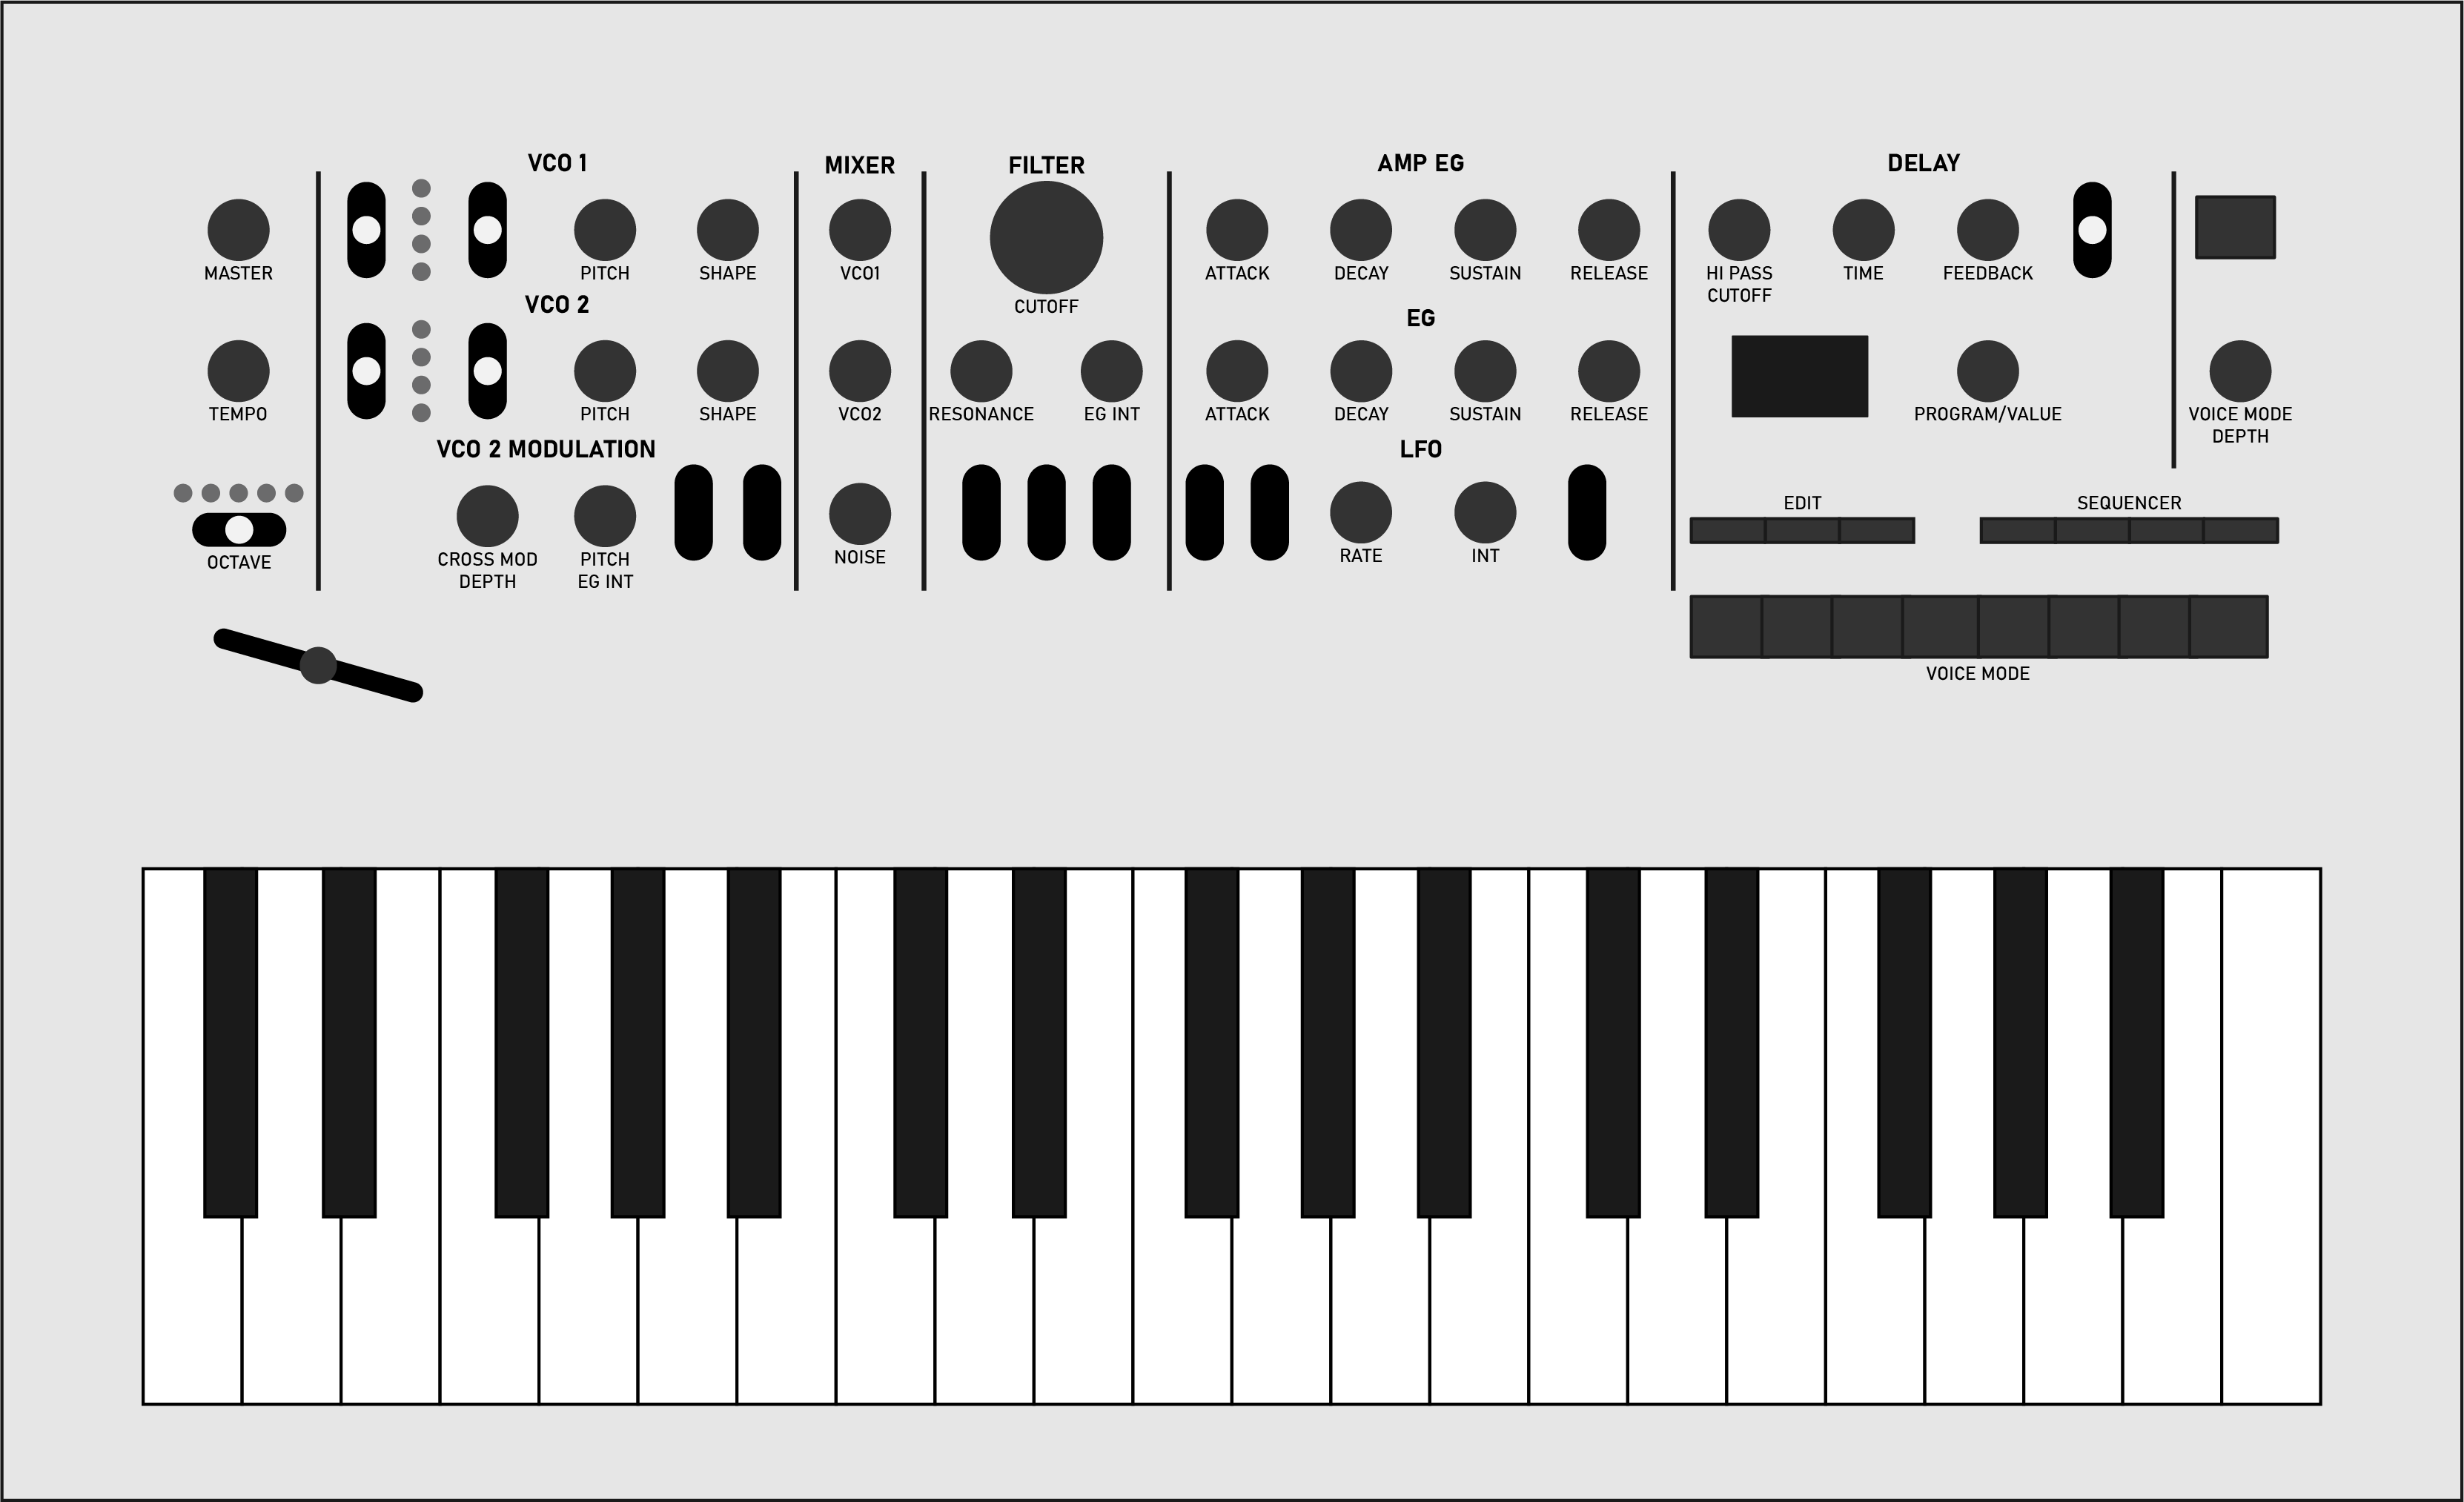 VCO 1
MIXER
FILTER
AMP EG
DELAY
MASTER
PITCH
SHAPE
VCO1
CUTOFF
ATTACK
DECAY
SUSTAIN
RELEASE
HI PASS
CUTOFF
TIME
FEEDBACK
VCO 2
EG
TEMPO
PITCH
SHAPE
VCO2
RESONANCE
EG INT
ATTACK
DECAY
SUSTAIN
RELEASE
PROGRAM/VALUE
VOICE MODE
DEPTH
VCO 2 MODULATION
LFO
OCTAVE
CROSS MOD
DEPTH
PITCH
EG INT
NOISE
RATE
INT
EDIT
SEQUENCER
VOICE MODE